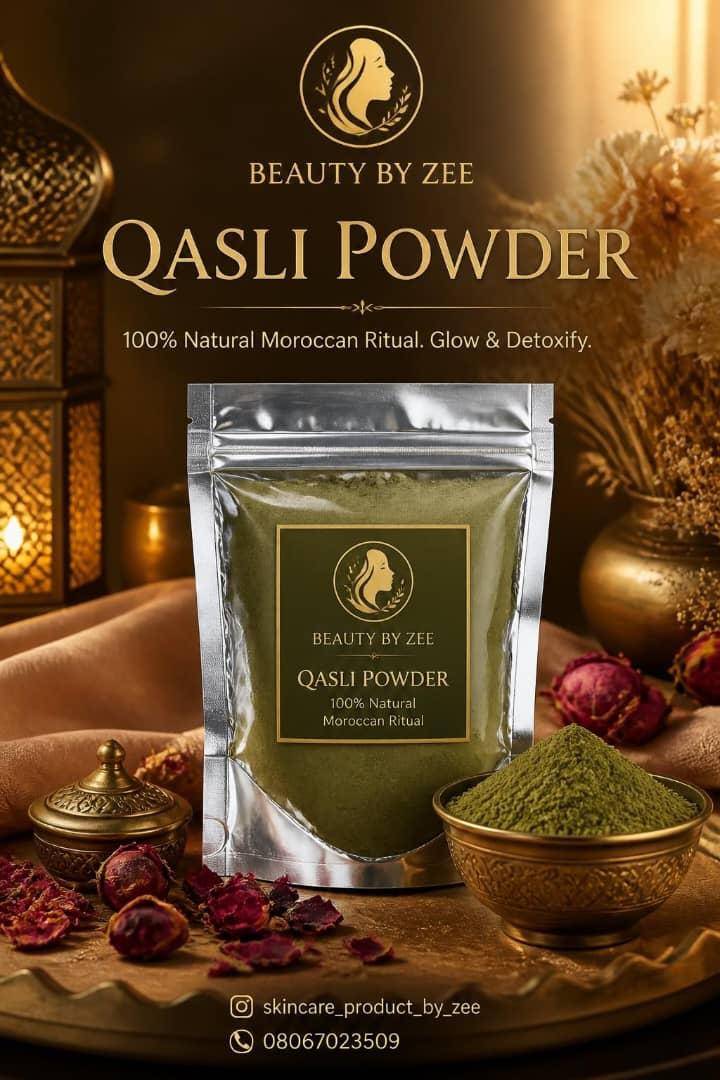 BEAUTY BY ZEE
QASLI POWDER
100% Natural Moroccan Ritual. Glow & Detoxify.
BEAUTY BY ZEE
QASLI POWDER
100% Natural
Moroccan Ritual
skincare_product_by_zee
08067023509